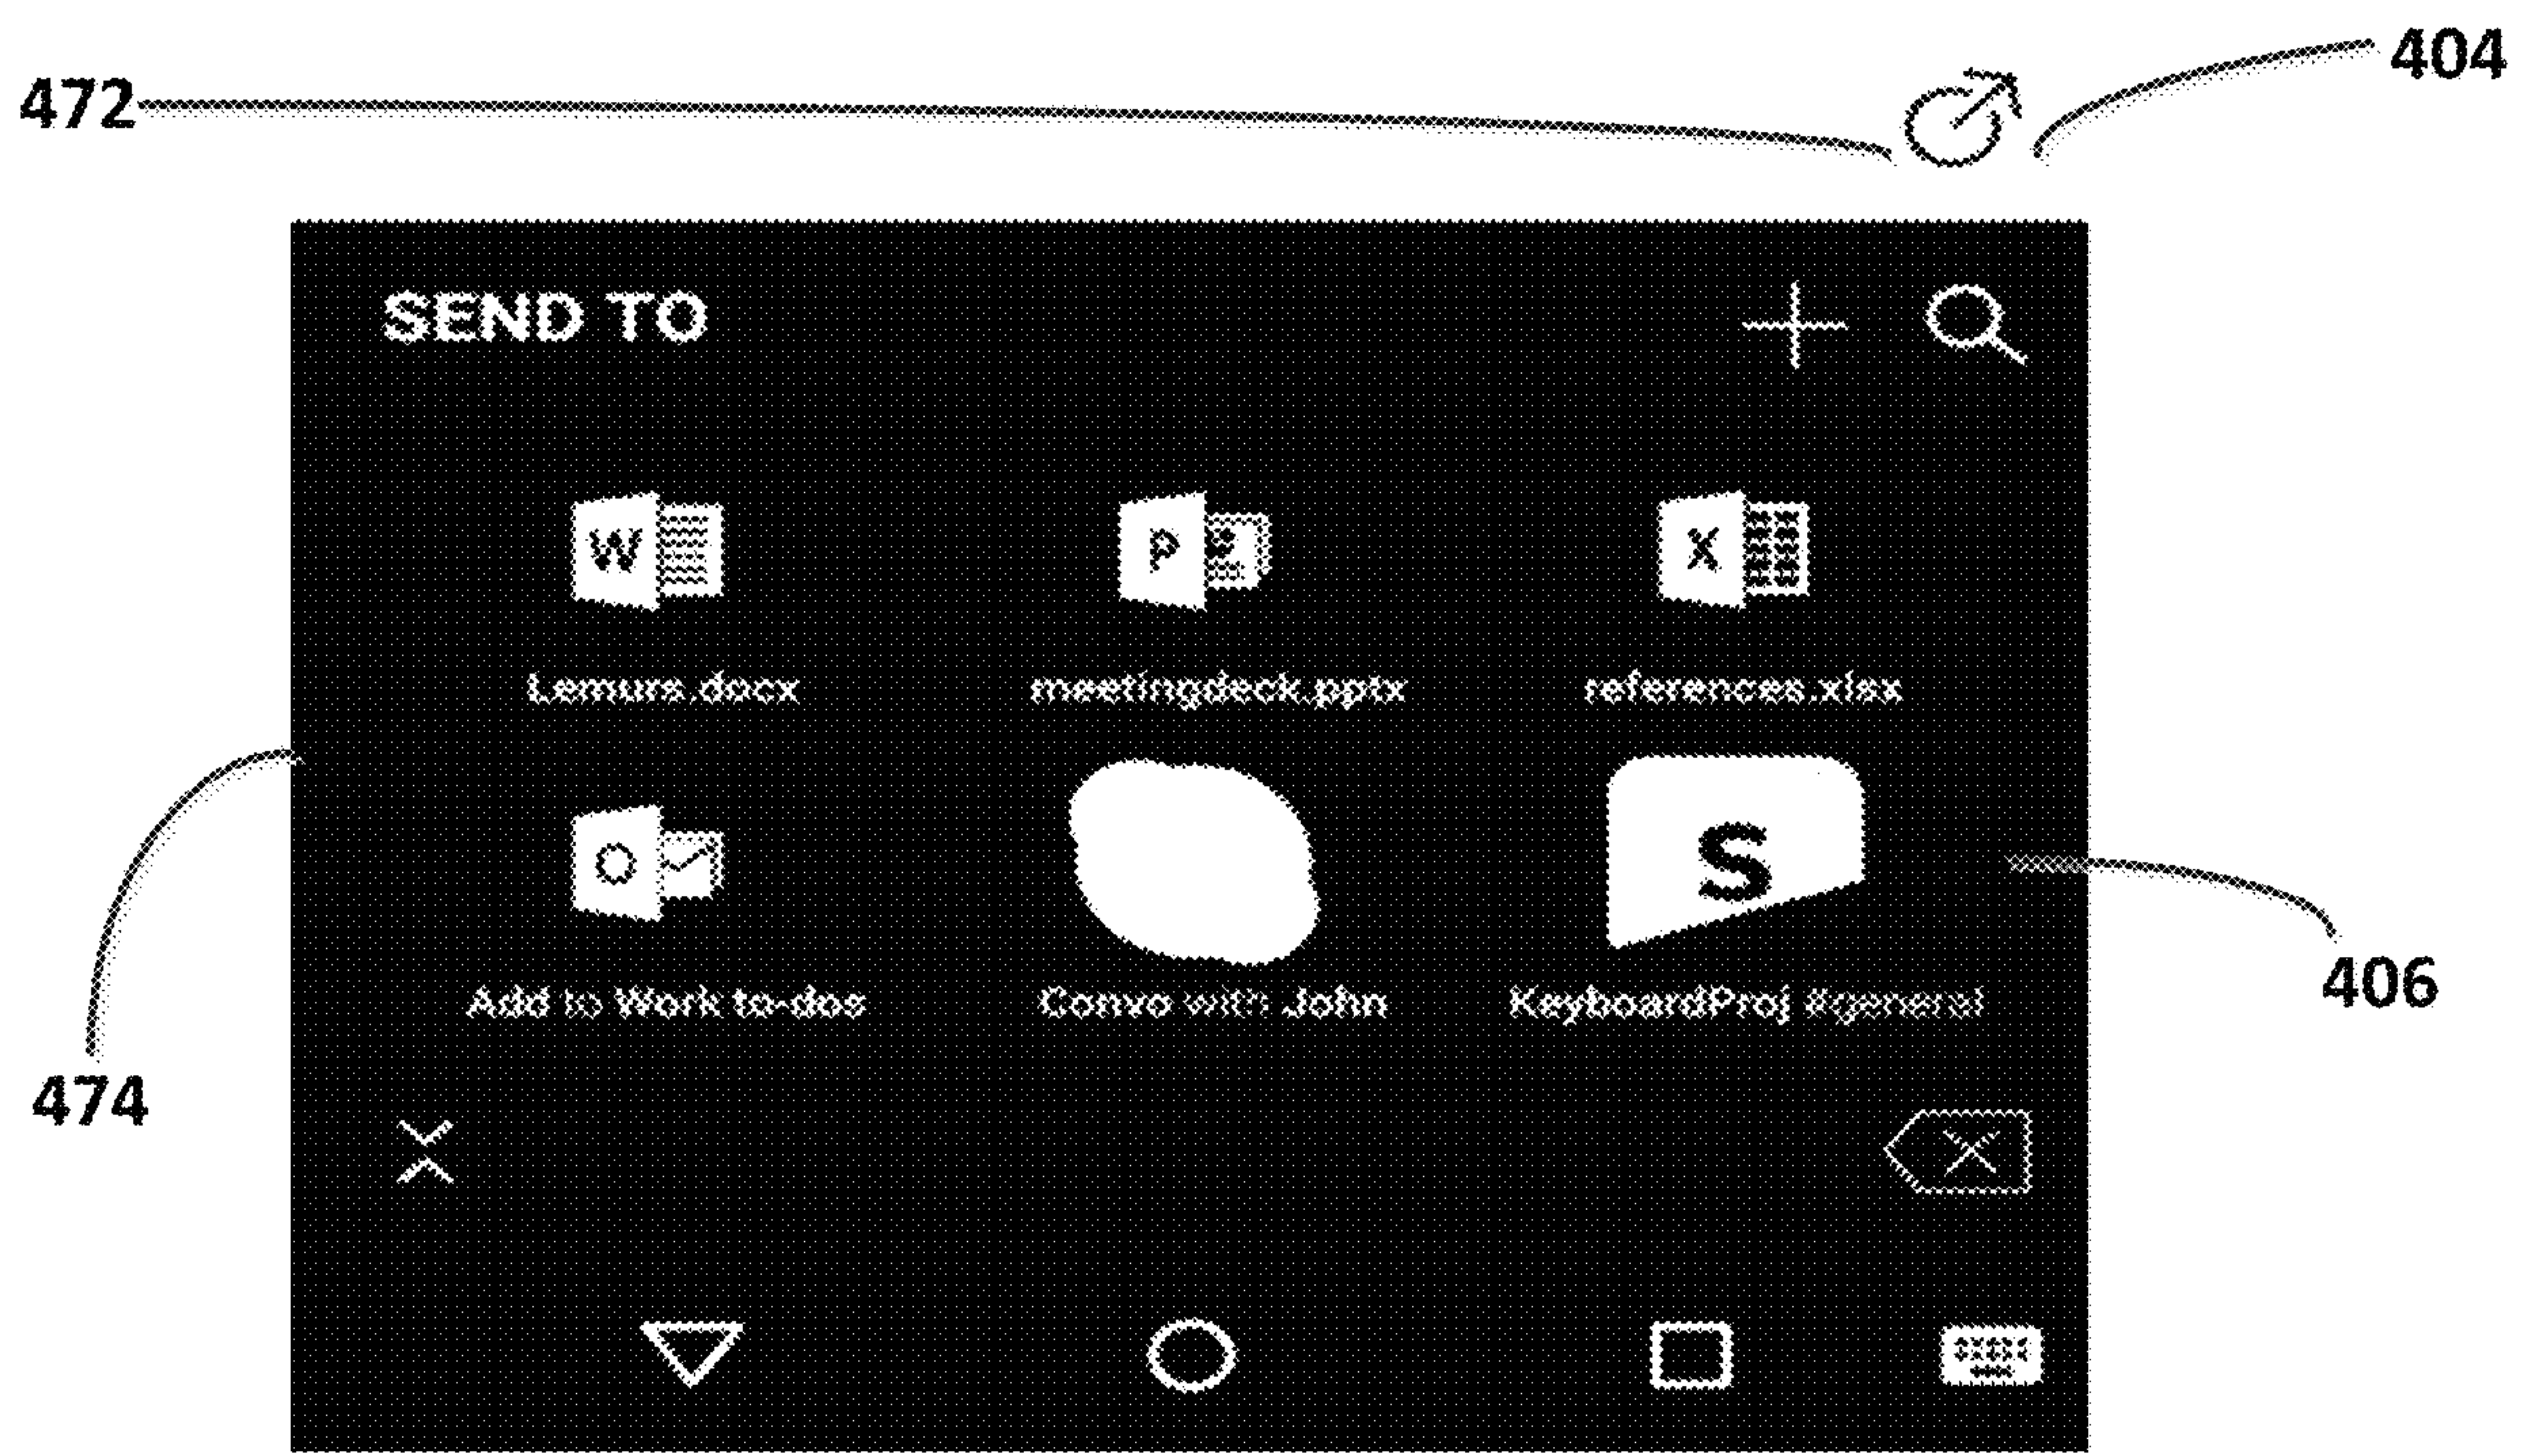 472
404
SEND TO
W
P
X
Lemurs.docx
meetingdeck.pptx
references.xlsx
O
S
Add to Work to-dos
Convo with John
KeyboardProj #general
406
474